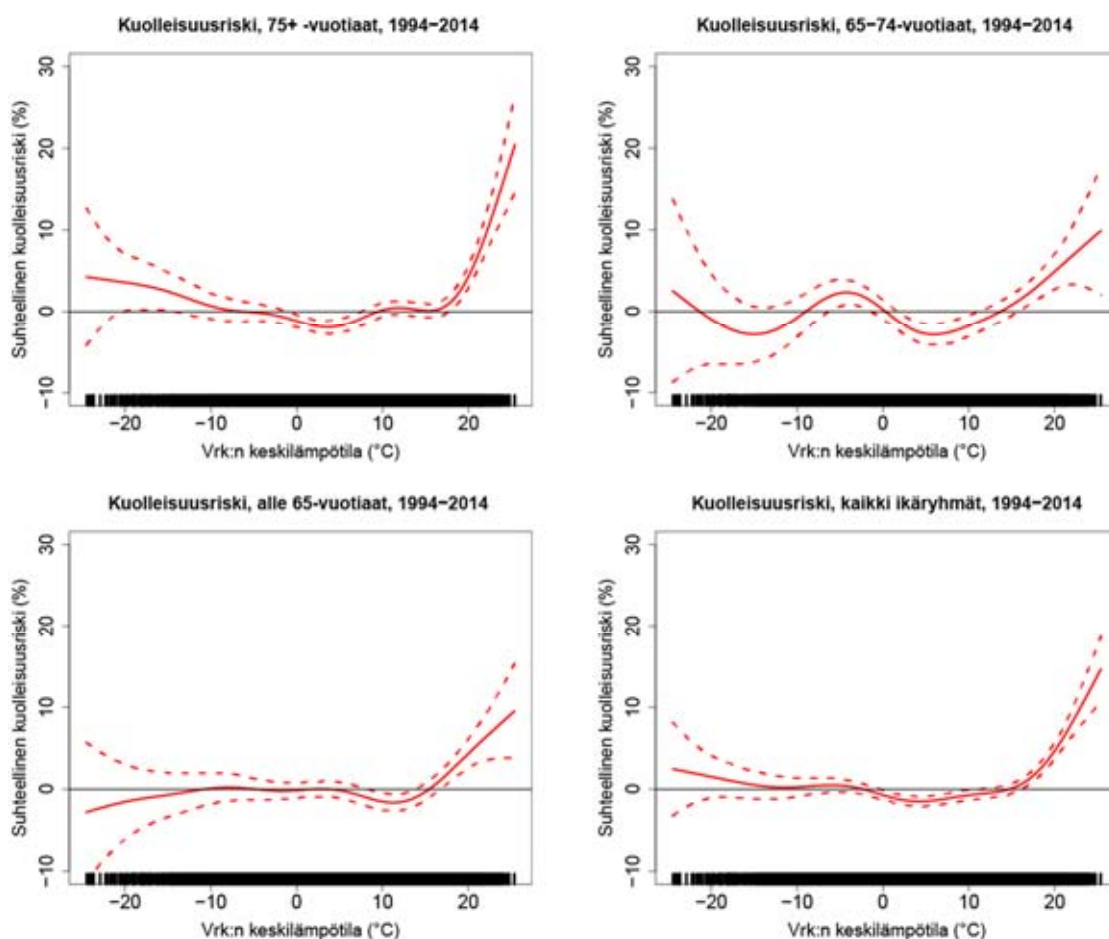 Kuolleisuusriski, 75+ -vuotiaat, 1994−2014
Suhteellinen kuolleisuusriski (%)
30
20
10
0
−10
−20 −10 0 10 20
Vrk:n keskilämpötila (°C)
Kuolleisuusriski, 65−74-vuotiaat, 1994−2014
Suhteellinen kuolleisuusriski (%)
30
20
10
0
−10
−20 −10 0 10 20
Vrk:n keskilämpötila (°C)
Kuolleisuusriski, alle 65-vuotiaat, 1994−2014
Suhteellinen kuolleisuusriski (%)
30
20
10
0
−10
−20 −10 0 10 20
Vrk:n keskilämpötila (°C)
Kuolleisuusriski, kaikki ikäryhmät, 1994−2014
Suhteellinen kuolleisuusriski (%)
30
20
10
0
−10
−20 −10 0 10 20
Vrk:n keskilämpötila (°C)